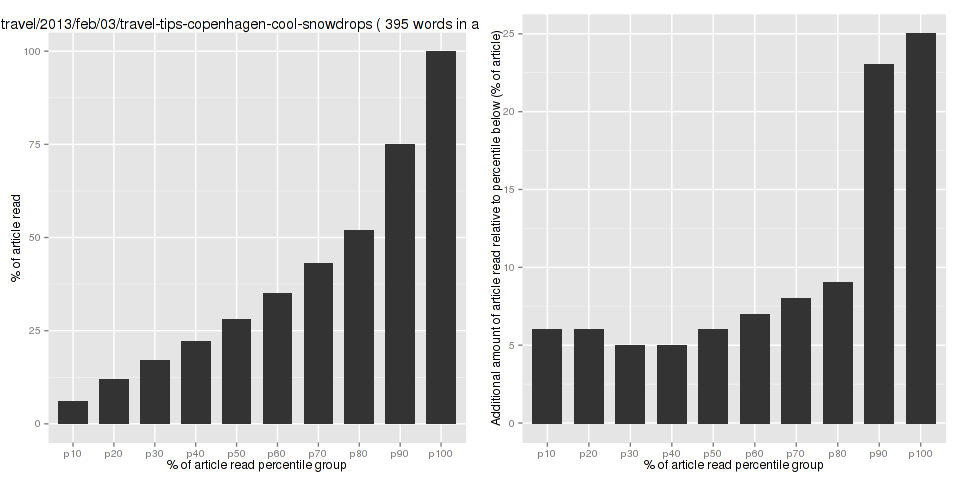 travel/2013/feb/03/travel-tips-copenhagen-cool-snowdrops ( 395 words in a
% of article read
100
75
50
25
0
p10 p20 p30 p40 p50 p60 p70 p80 p90 p100
% of article read percentile group
Additional amount of article read relative to percentile below (% of article)
25
20
15
10
5
0
p10 p20 p30 p40 p50 p60 p70 p80 p90 p100
% of article read percentile group